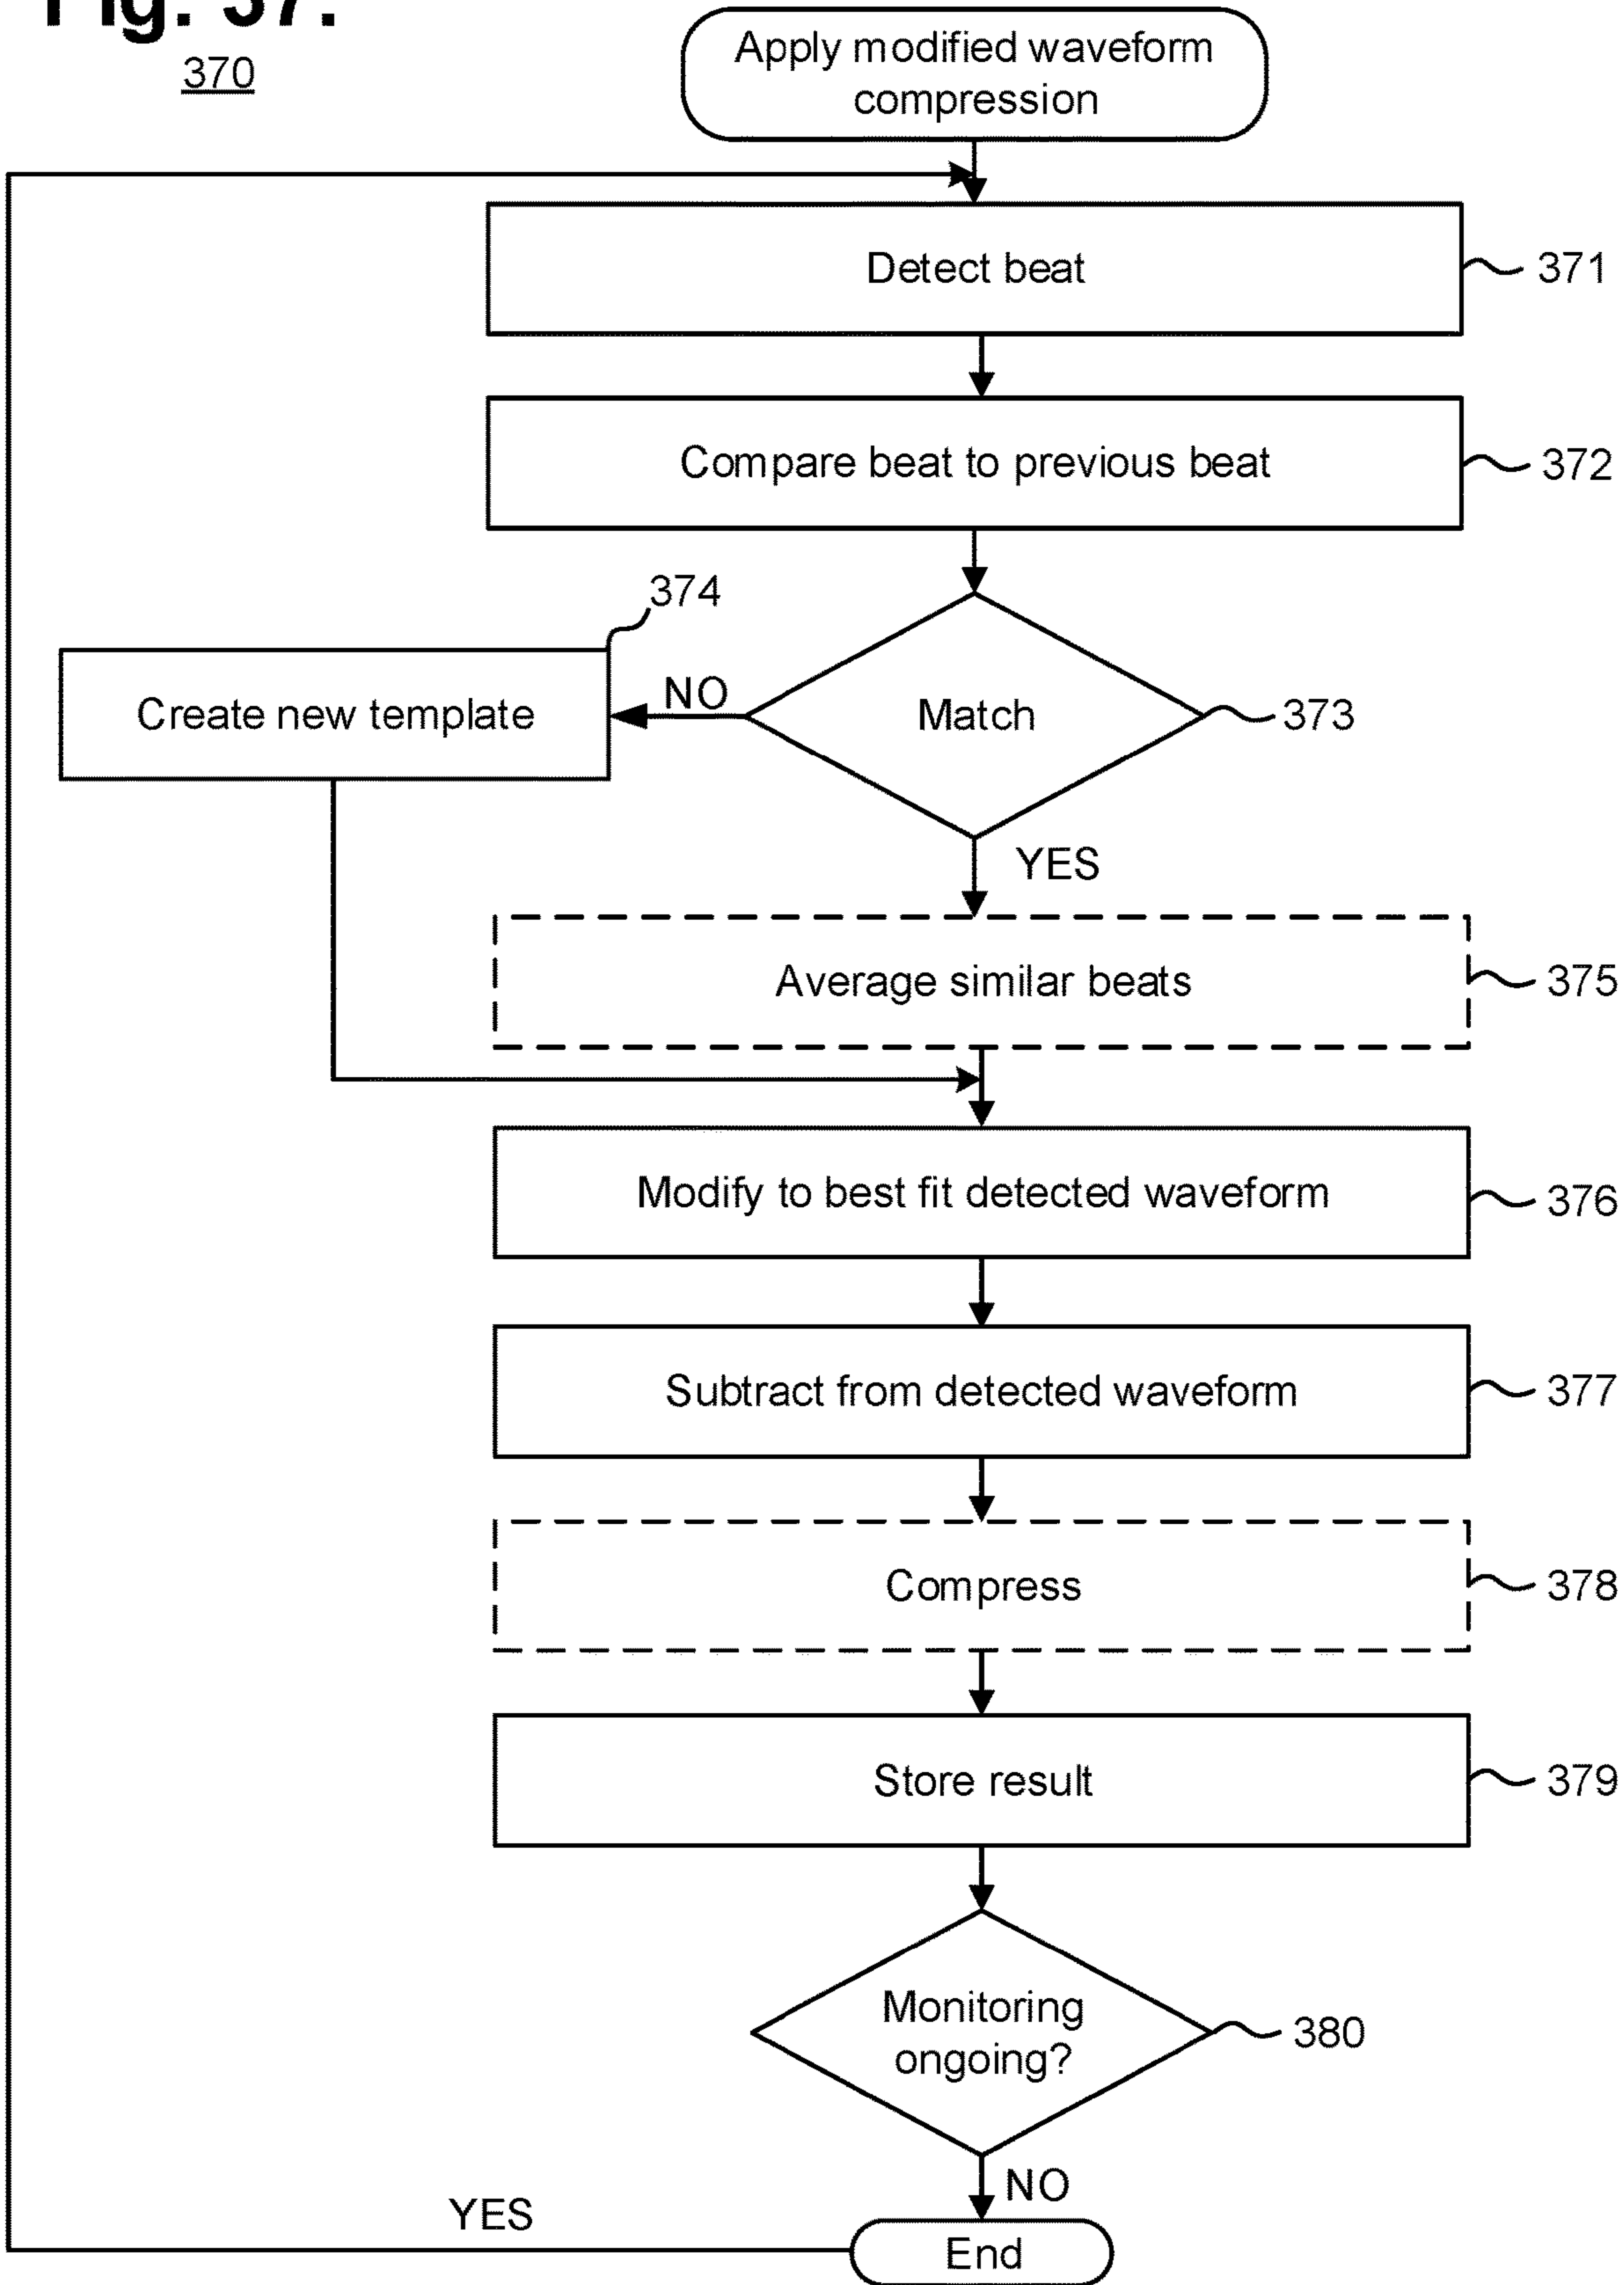 Fig. 37.
370
Apply modified waveform
compression
Detect beat
371
Compare beat to previous beat
372
374
Create new template
NO
Match
373
YES
Average similar beats
375
Modify to best fit detected waveform
376
Subtract from detected waveform
377
Compress
378
Store result
379
Monitoring
ongoing?
380
NO
YES
End